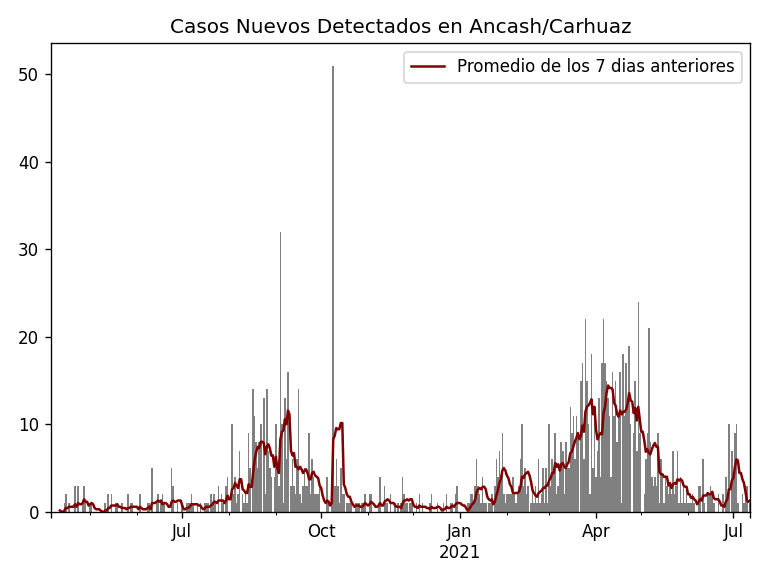 Casos Nuevos Detectados en Ancash/Carhuaz
Promedio de los 7 dias anteriores
50
40
30
20
10
0
Jul
Oct
Jan
2021
Apr
Jul